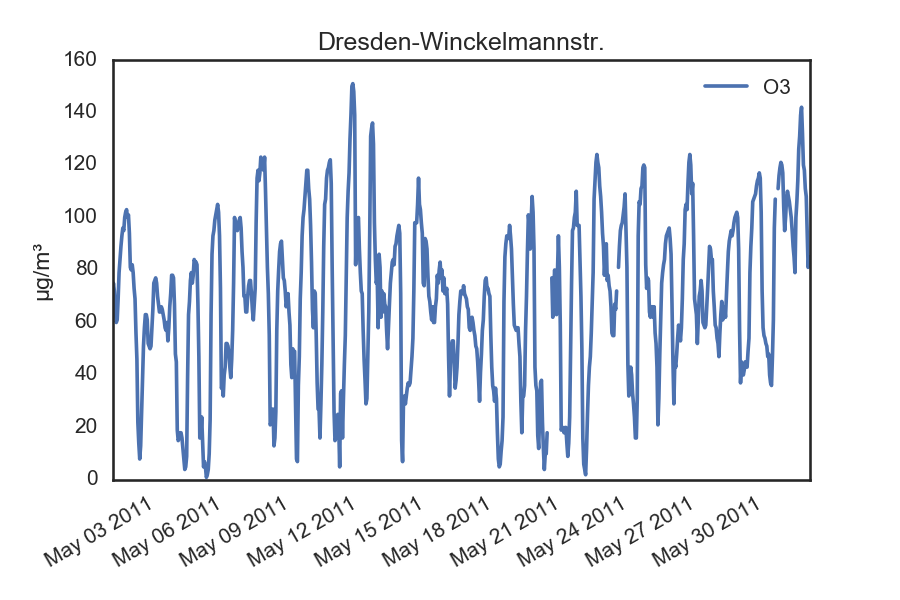 Dresden-Winckelmannstr.
160
140
120
100
80
60
40
20
0
µg/m³
O3
May 03 2011
May 06 2011
May 09 2011
May 12 2011
May 15 2011
May 18 2011
May 21 2011
May 24 2011
May 27 2011
May 30 2011